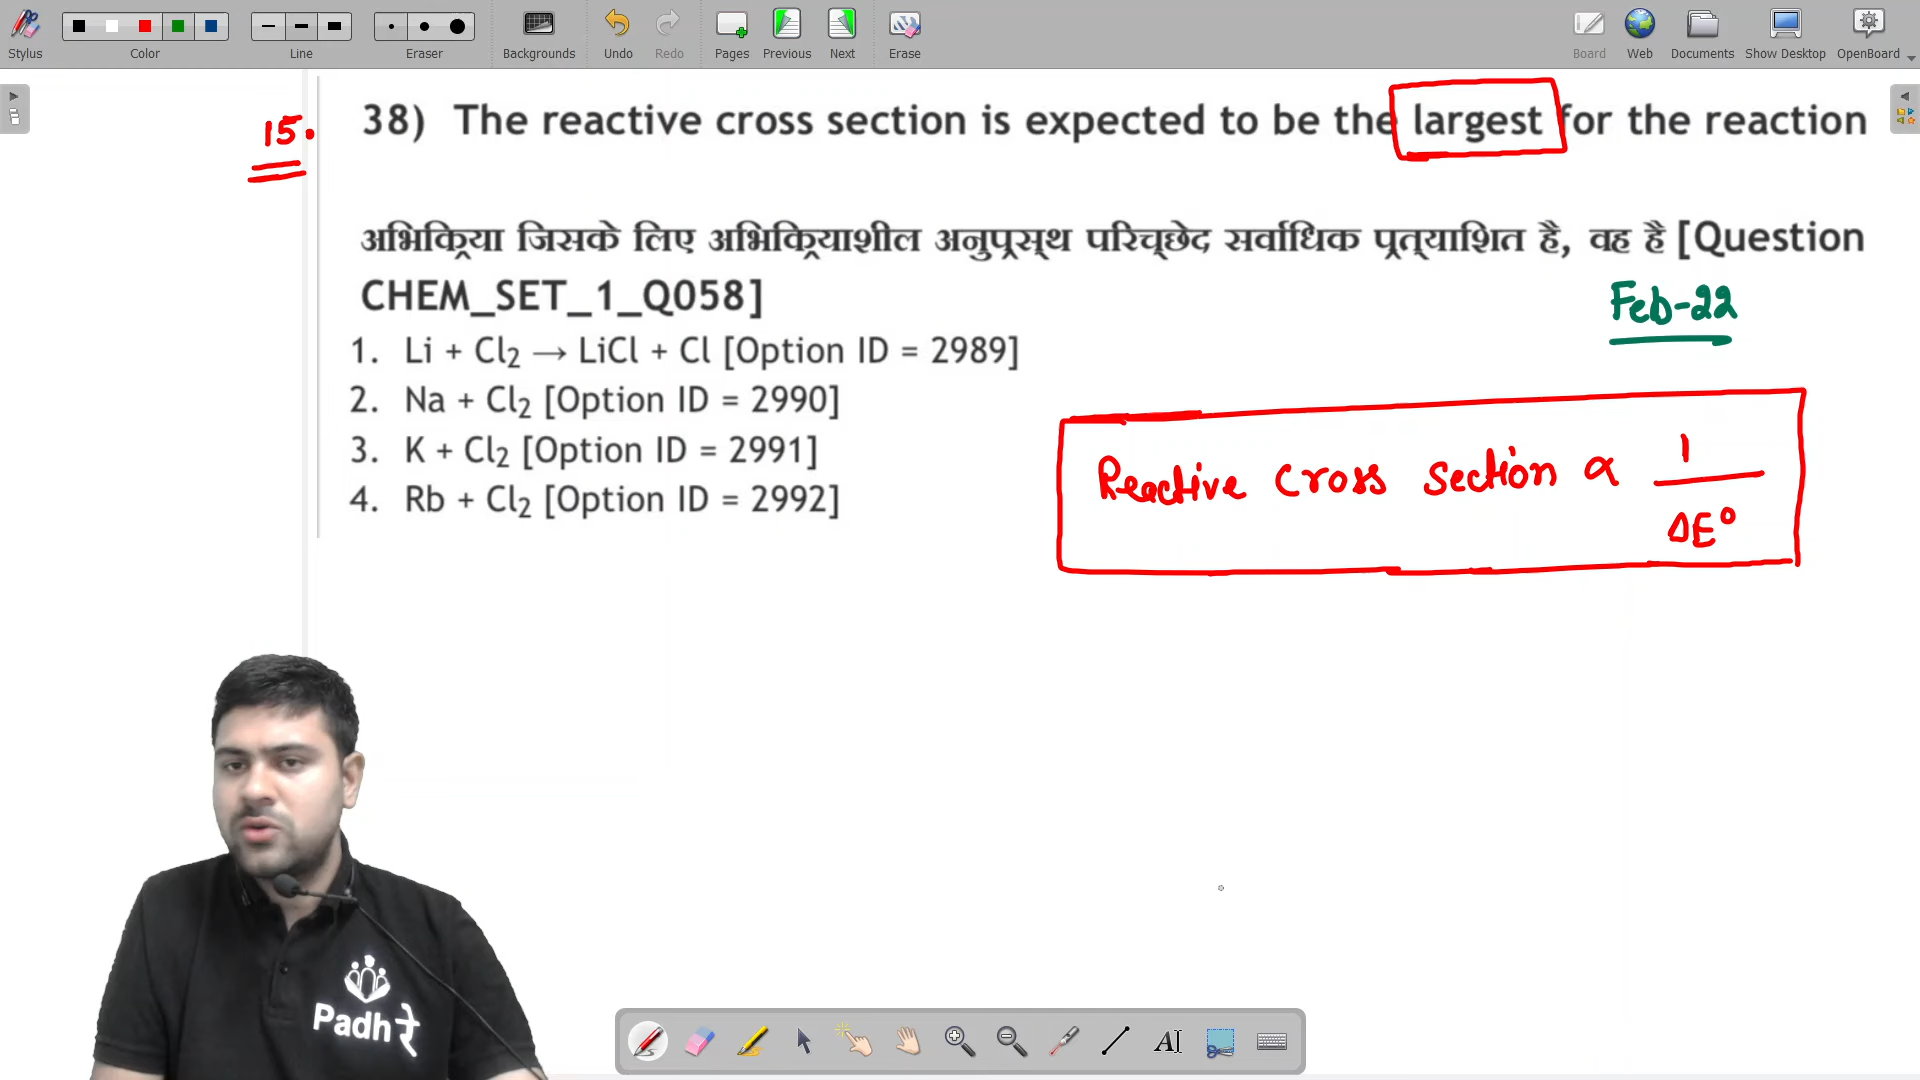 Stylus
Color
Line
Eraser
Backgrounds
Undo
Redo
Pages
Previous
Next
Erase
Board
Web
Documents
Show Desktop
OpenBoard
15.
38) The reactive cross section is expected to be the largest for the reaction
अभिक्रिया जिसके लिए अभिक्रियाशील अनुप्रस्थ परिच्छेद सर्वाधिक प्रत्याशित है, वह है [Question
CHEM_SET_1_Q058]
Feb-22
1. Li + Cl₂ → LiCl + Cl [Option ID = 2989]
2. Na + Cl₂ [Option ID = 2990]
3. K + Cl₂ [Option ID = 2991]
4. Rb + Cl₂ [Option ID = 2992]
Reactive cross section α 1
ΔE⁰
Padhरे
AI